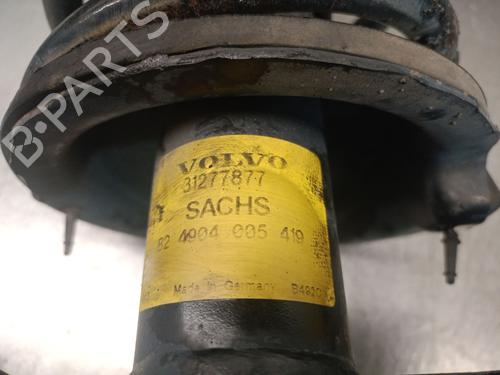 B-PARTS
VOLVO
31277877
SACHS
82 4904 005 419
Made in Germany